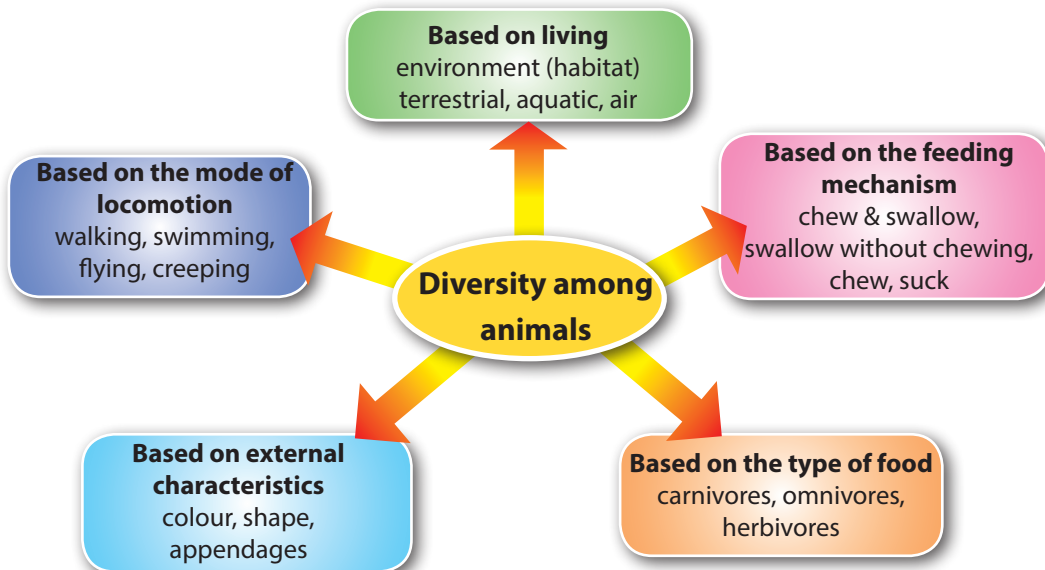 Based on living
environment (habitat)
terrestrial, aquatic, air
Based on the mode of
locomotion
walking, swimming,
flying, creeping
Based on the feeding
mechanism
chew & swallow,
swallow without chewing,
chew, suck
Diversity among
animals
Based on external
characteristics
colour, shape,
appendages
Based on the type of food
carnivores, omnivores,
herbivores